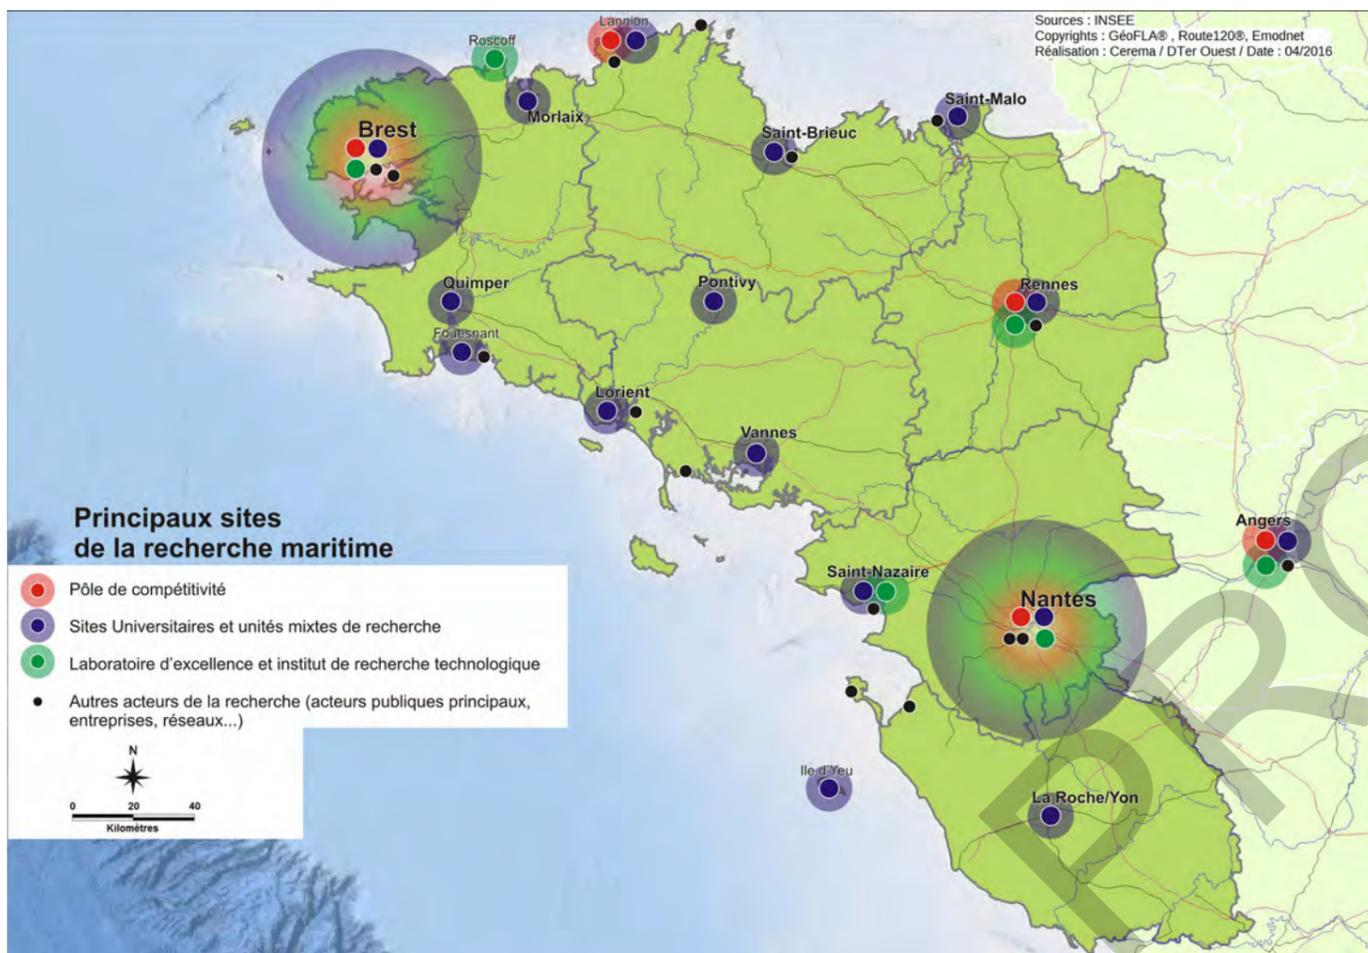 Sources : INSEE
Copyrights : GéoFLA® , Route120®, Emodnet
Réalisation : Cerema / DTer Ouest / Date : 04/2016
Lannion
Roscoff
Morlaix
Brest
Saint-Malo
Saint-Brieuc
Quimper
Pontivy
Rennes
Fouesnant
Lorient
Vannes
Principaux sites
de la recherche maritime
Pôle de compétitivité
Sites Universitaires et unités mixtes de recherche
Laboratoire d'excellence et institut de recherche technologique
Autres acteurs de la recherche (acteurs publiques principaux,
entreprises, réseaux...)
N
0 20 40
Kilomètres
Angers
Saint-Nazaire
Nantes
Ile d'Yeu
La Roche/Yon
PRO